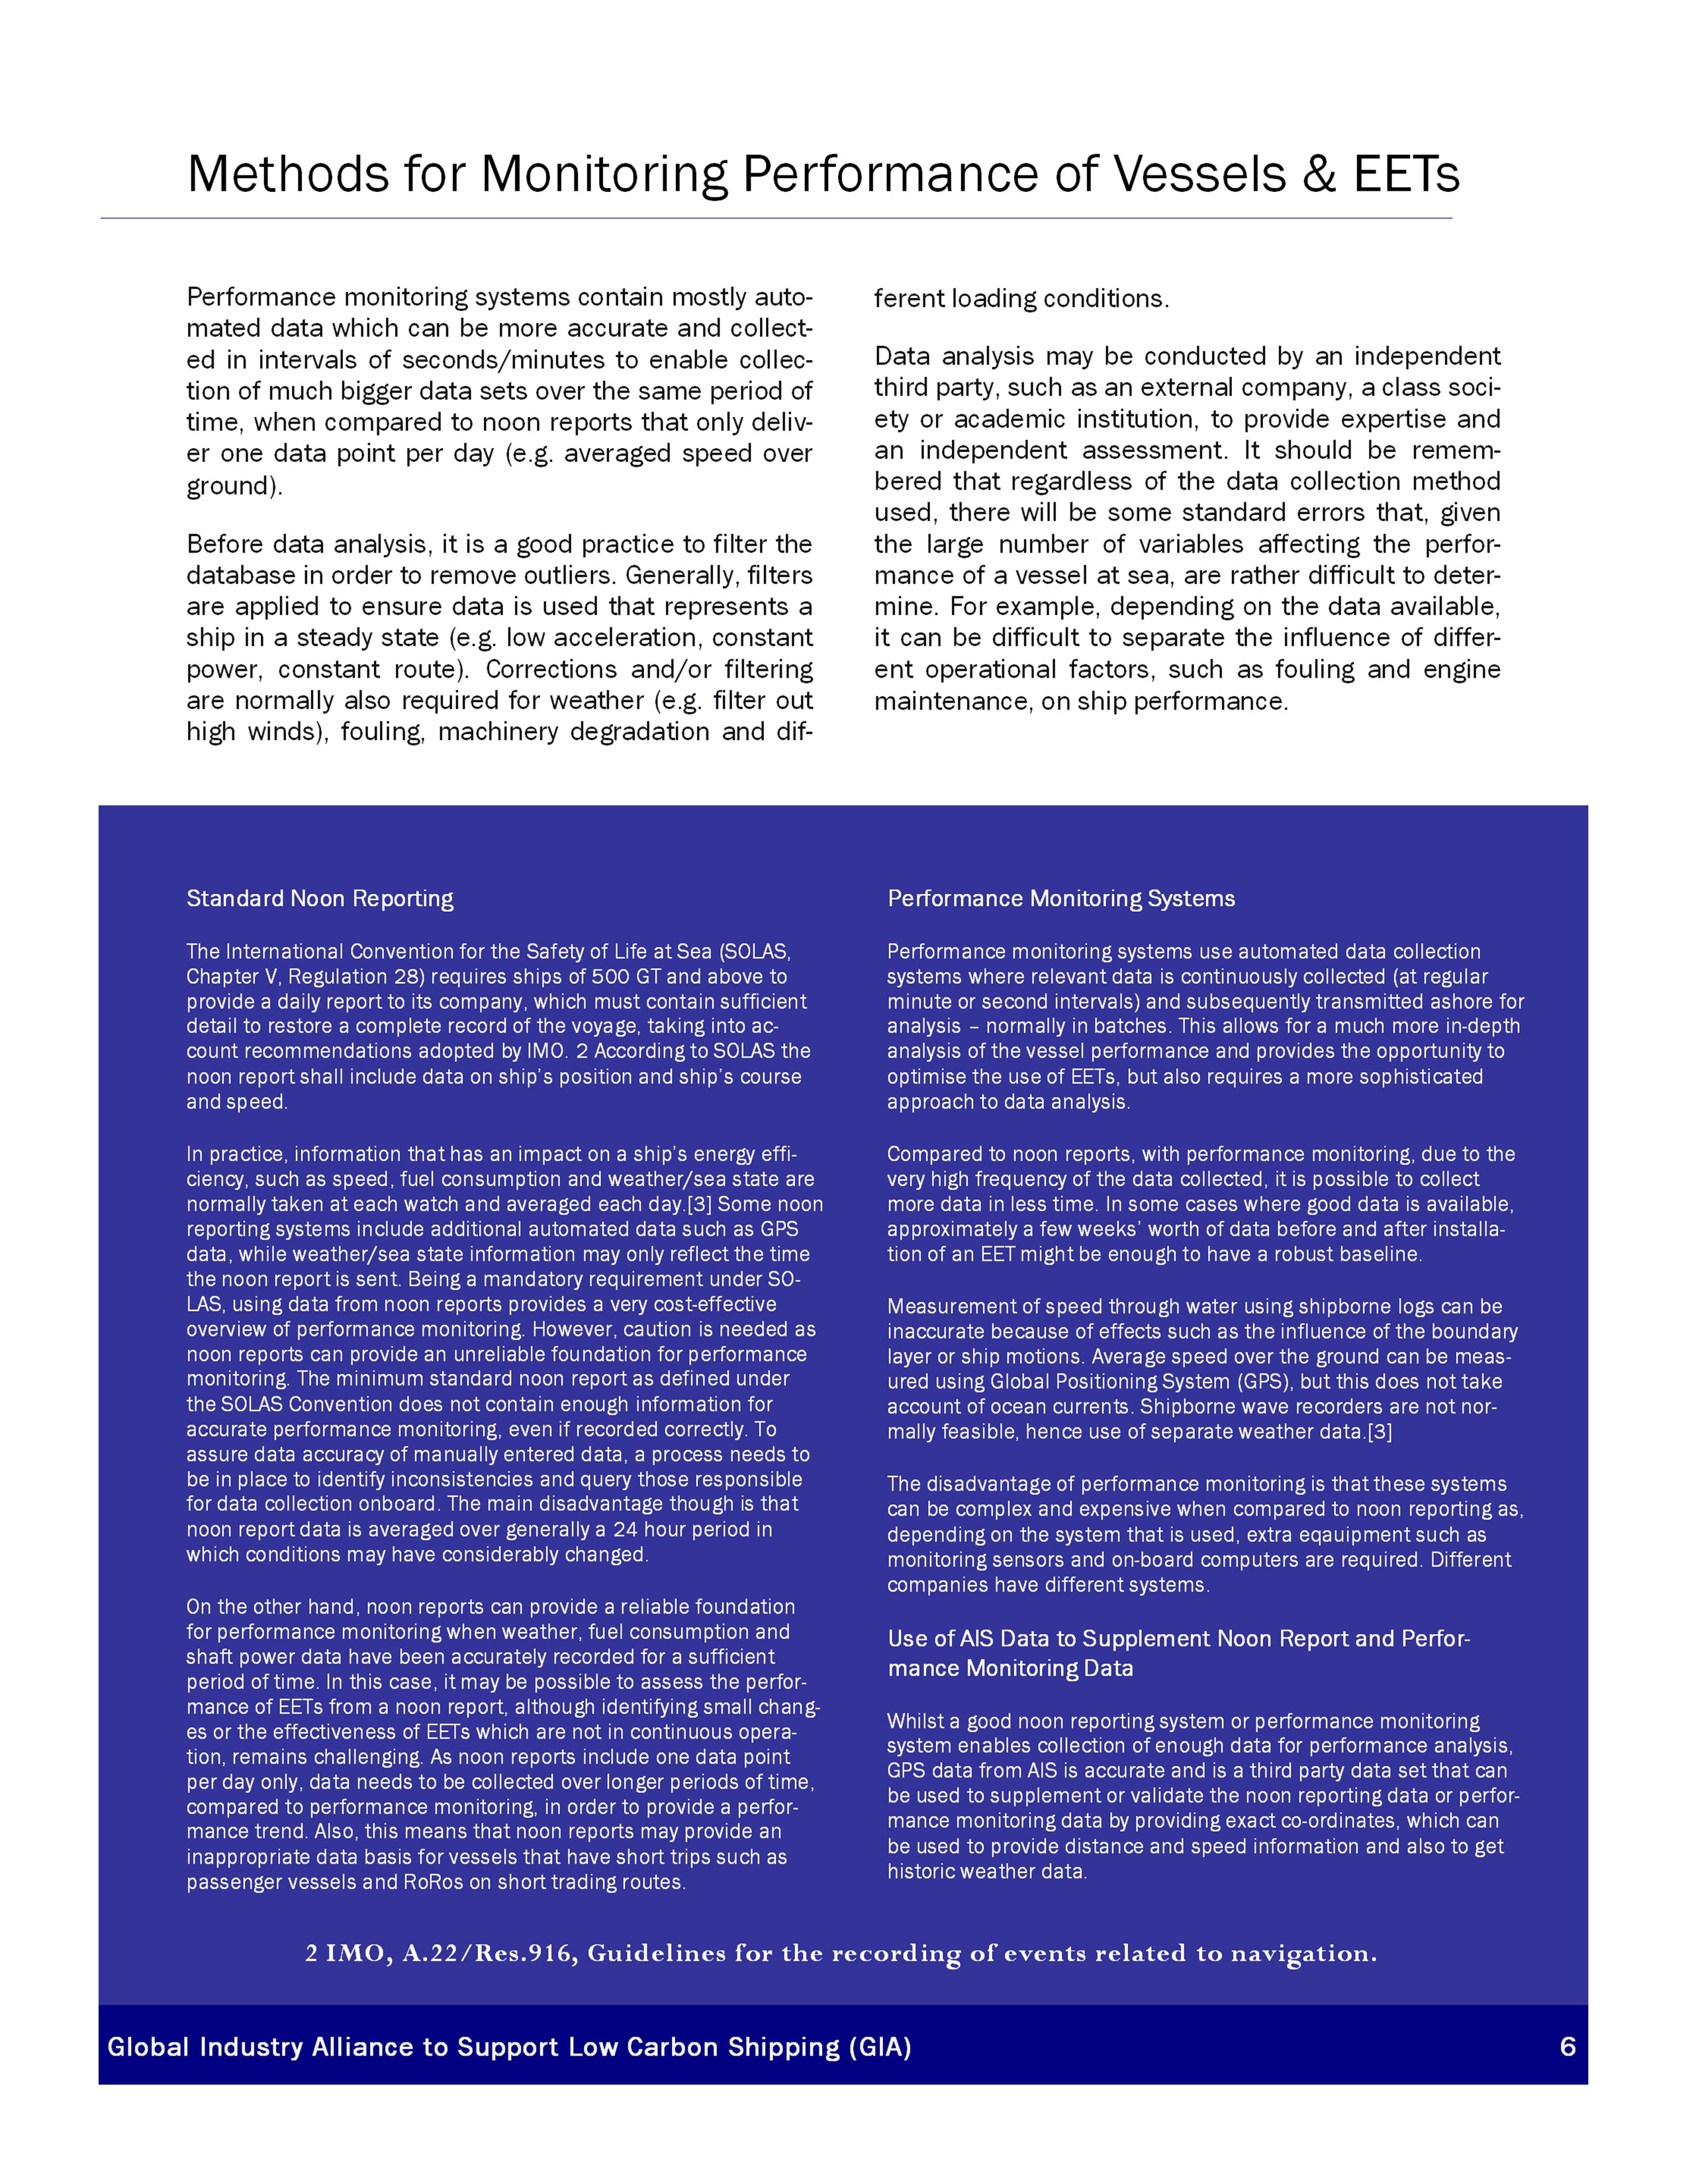 Methods for Monitoring Performance of Vessels & EETs
Performance monitoring systems contain mostly auto-
mated data which can be more accurate and collect-
ed in intervals of seconds/minutes to enable collec-
tion of much bigger data sets over the same period of
time, when compared to noon reports that only deliv-
er one data point per day (e.g. averaged speed over
ground).
Before data analysis, it is a good practice to filter the
database in order to remove outliers. Generally, filters
are applied to ensure data is used that represents a
ship in a steady state (e.g. low acceleration, constant
power, constant route). Corrections and/or filtering
are normally also required for weather (e.g. filter out
high winds), fouling, machinery degradation and dif-
ferent loading conditions.
Data analysis may be conducted by an independent
third party, such as an external company, a class soci-
ety or academic institution, to provide expertise and
an independent assessment. It should be remem-
bered that regardless of the data collection method
used, there will be some standard errors that, given
the large number of variables affecting the perfor-
mance of a vessel at sea, are rather difficult to deter-
mine. For example, depending on the data available,
it can be difficult to separate the influence of differ-
ent operational factors, such as fouling and engine
maintenance, on ship performance.
Standard Noon Reporting
The International Convention for the Safety of Life at Sea (SOLAS,
Chapter V, Regulation 28) requires ships of 500 GT and above to
provide a daily report to its company, which must contain sufficient
detail to restore a complete record of the voyage, taking into ac-
count recommendations adopted by IMO. 2 According to SOLAS the
noon report shall include data on ship's position and ship's course
and speed.
In practice, information that has an impact on a ship's energy effi-
ciency, such as speed, fuel consumption and weather/sea state are
normally taken at each watch and averaged each day.[3] Some noon
reporting systems include additional automated data such as GPS
data, while weather/sea state information may only reflect the time
the noon report is sent. Being a mandatory requirement under SO-
LAS, using data from noon reports provides a very cost-effective
overview of performance monitoring. However, caution is needed as
noon reports can provide an unreliable foundation for performance
monitoring. The minimum standard noon report as defined under
the SOLAS Convention does not contain enough information for
accurate performance monitoring, even if recorded correctly. To
assure data accuracy of manually entered data, a process needs to
be in place to identify inconsistencies and query those responsible
for data collection onboard. The main disadvantage though is that
noon report data is averaged over generally a 24 hour period in
which conditions may have considerably changed.
On the other hand, noon reports can provide a reliable foundation
for performance monitoring when weather, fuel consumption and
shaft power data have been accurately recorded for a sufficient
period of time. In this case, it may be possible to assess the perfor-
mance of EETs from a noon report, although identifying small chang-
es or the effectiveness of EETs which are not in continuous opera-
tion, remains challenging. As noon reports include one data point
per day only, data needs to be collected over longer periods of time,
compared to performance monitoring, in order to provide a perfor-
mance trend. Also, this means that noon reports may provide an
inappropriate data basis for vessels that have short trips such as
passenger vessels and RoRos on short trading routes.
Performance Monitoring Systems
Performance monitoring systems use automated data collection
systems where relevant data is continuously collected (at regular
minute or second intervals) and subsequently transmitted ashore for
analysis – normally in batches. This allows for a much more in-depth
analysis of the vessel performance and provides the opportunity to
optimise the use of EETs, but also requires a more sophisticated
approach to data analysis.
Compared to noon reports, with performance monitoring, due to the
very high frequency of the data collected, it is possible to collect
more data in less time. In some cases where good data is available,
approximately a few weeks' worth of data before and after installa-
tion of an EET might be enough to have a robust baseline.
Measurement of speed through water using shipborne logs can be
inaccurate because of effects such as the influence of the boundary
layer or ship motions. Average speed over the ground can be meas-
ured using Global Positioning System (GPS), but this does not take
account of ocean currents. Shipborne wave recorders are not nor-
mally feasible, hence use of separate weather data.[3]
The disadvantage of performance monitoring is that these systems
can be complex and expensive when compared to noon reporting as,
depending on the system that is used, extra eqauipment such as
monitoring sensors and on-board computers are required. Different
companies have different systems.
Use of AIS Data to Supplement Noon Report and Perfor-
mance Monitoring Data
Whilst a good noon reporting system or performance monitoring
system enables collection of enough data for performance analysis,
GPS data from AIS is accurate and is a third party data set that can
be used to supplement or validate the noon reporting data or perfor-
mance monitoring data by providing exact co-ordinates, which can
be used to provide distance and speed information and also to get
historic weather data.
2 IMO, A.22/Res.916, Guidelines for the recording of events related to navigation.
Global Industry Alliance to Support Low Carbon Shipping (GIA)
6